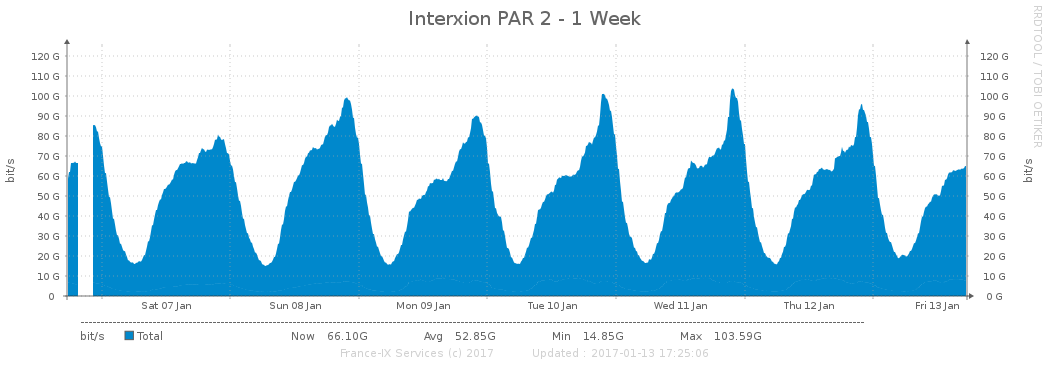 Interxion PAR 2 - 1 Week
RRDTOOL / TOBI OETIKER
120 G 120 G
110 G 110 G
100 G 100 G
90 G 90 G
80 G 80 G
70 G 70 G
60 G 60 G
50 G 50 G
40 G 40 G
30 G 30 G
20 G 20 G
10 G 10 G
0 0 G
bit/s bit/s
Sat 07 Jan Sun 08 Jan Mon 09 Jan Tue 10 Jan Wed 11 Jan Thu 12 Jan Fri 13 Jan
bit/s Total Now 66.10G Avg 52.85G Min 14.85G Max 103.59G
France-IX Services (c) 2017 Updated : 2017-01-13 17:25:06